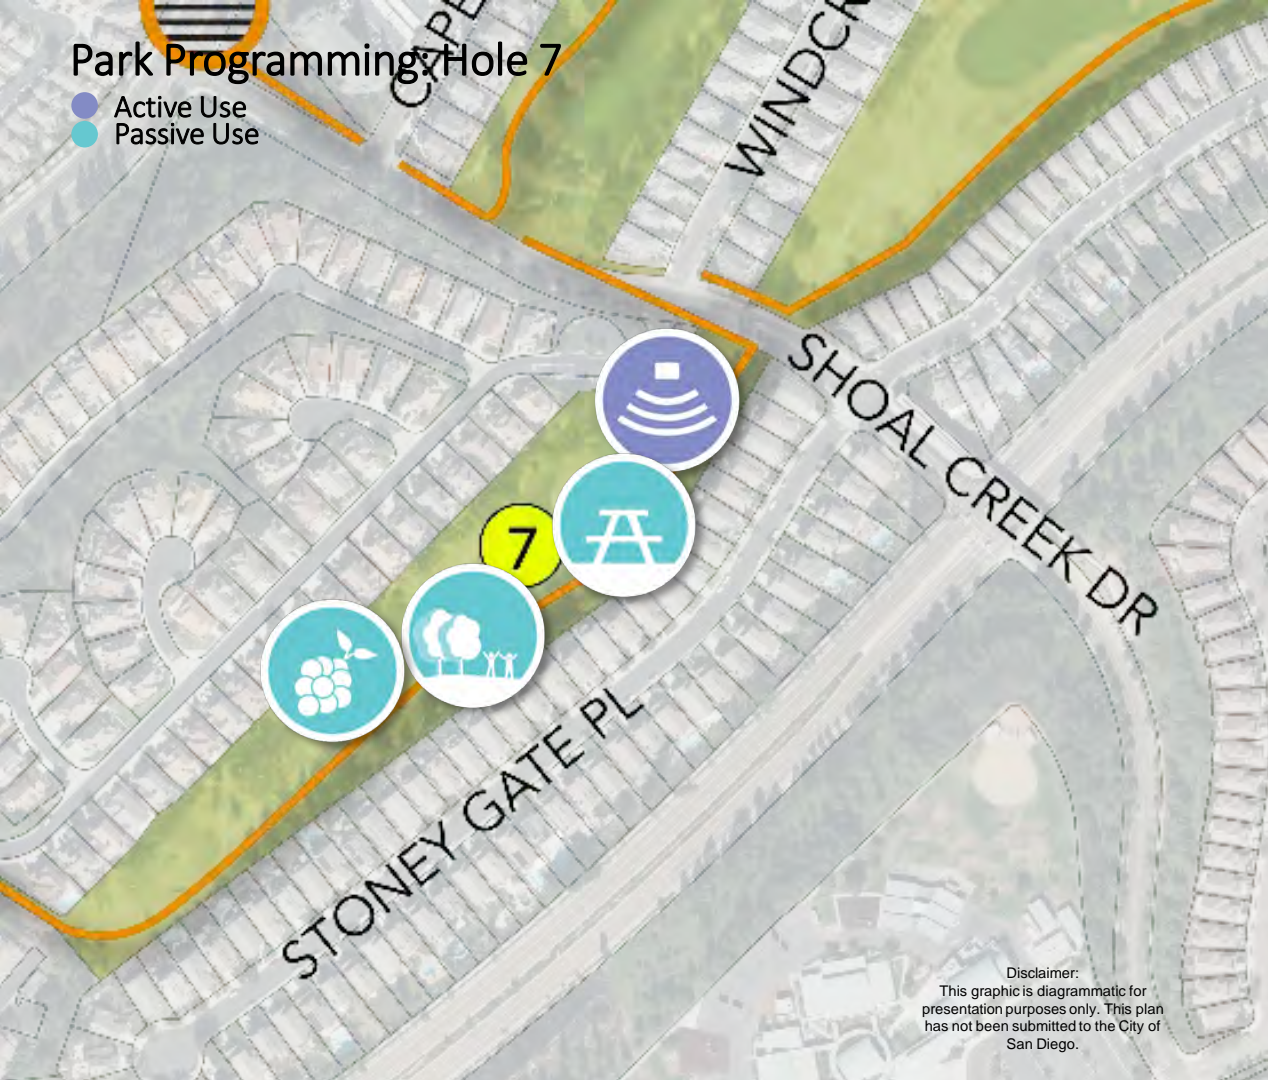 Park Programming: Hole 7
Active Use
Passive Use
SHOAL CREEK DR
7
STONEY GATE PL
Disclaimer:
This graphic is diagrammatic for
presentation purposes only. This plan
has not been submitted to the City of
San Diego.